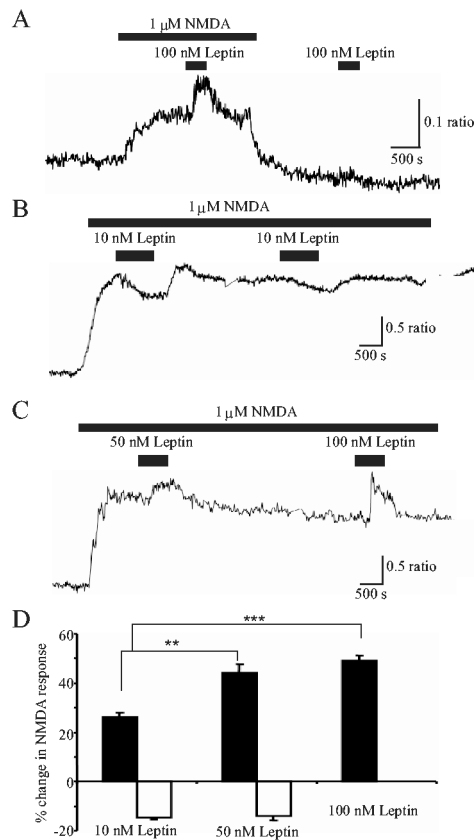 A
1 μM NMDA
100 nM Leptin 100 nM Leptin
0.1 ratio
500 s
B
1 μM NMDA
10 nM Leptin 10 nM Leptin
0.5 ratio
500 s
C
1 μM NMDA
50 nM Leptin 100 nM Leptin
0.5 ratio
500 s
D
% change in NMDA response
60
40
20
0
-20
**
***
10 nM Leptin 50 nM Leptin 100 nM Leptin